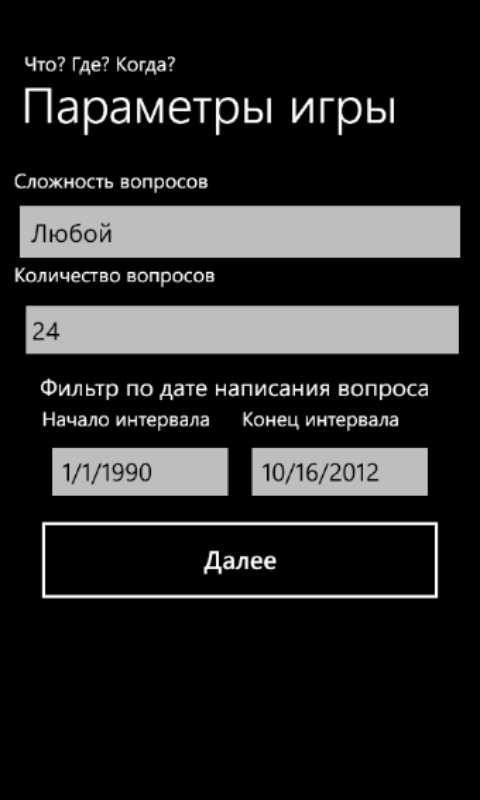 Что? Где? Когда?
Параметры игры
Сложность вопросов
Любой
Количество вопросов
24
Фильтр по дате написания вопроса
Начало интервала Конец интервала
1/1/1990 10/16/2012
Далее